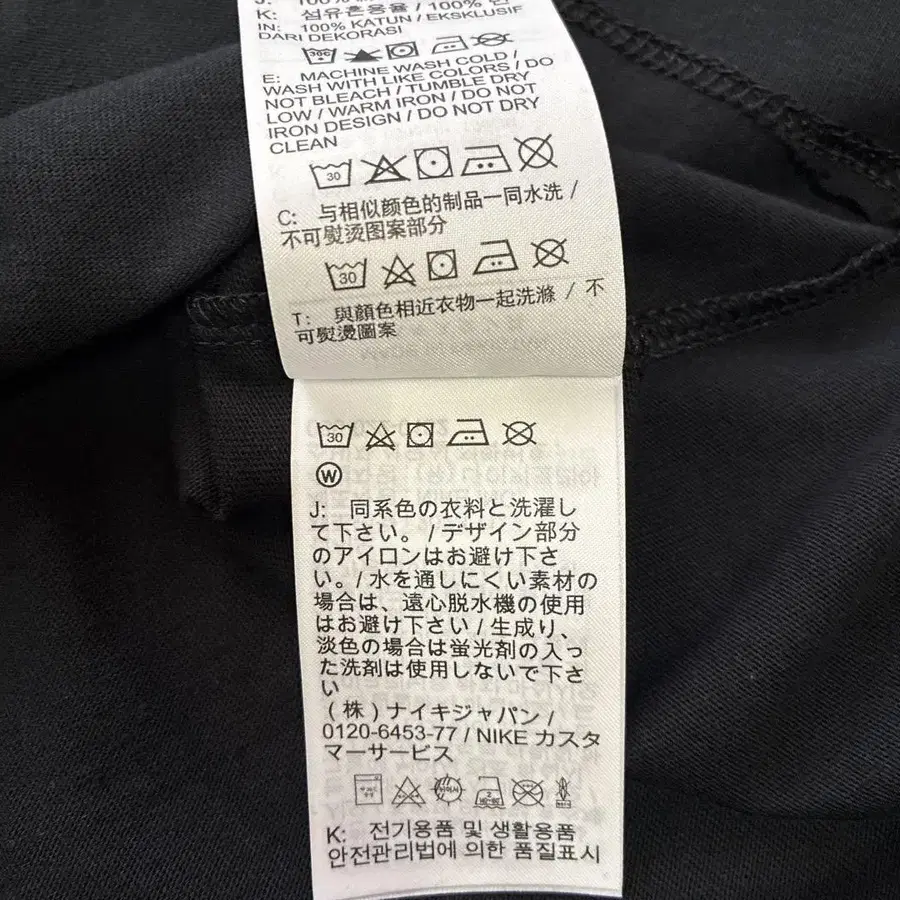 K: 섬유혼용율 / 100% 면
IN: 100% KATUN / EKSKLUSIF
DARI DEKORASI
E: MACHINE WASH COLD /
WASH WITH LIKE COLORS / DO
NOT BLEACH / TUMBLE DRY
LOW / WARM IRON / DO NOT
IRON DESIGN / DO NOT DRY
CLEAN
30
C: 与相似颜色的制品一同水洗 /
不可熨烫图案部分
30
T: 與顏色相近衣物一起洗滌 / 不
可熨燙圖案
30
W
J: 同系色の衣料と洗濯し
て下さい。 / デザイン部分
のアイロンはお避け下さ
い。/ 水を通しにくい素材の
場合は、遠心脱水機の使用
はお避け下さい / 生成り、
淡色の場合は蛍光剤の入っ
た洗剤は使用しないで下さ
い
(株) ナイキジャパン /
0120-6453-77 / NIKE カスタ
マーサービス
K: 전기용품 및 생활용품
안전관리법에 의한 품질표시